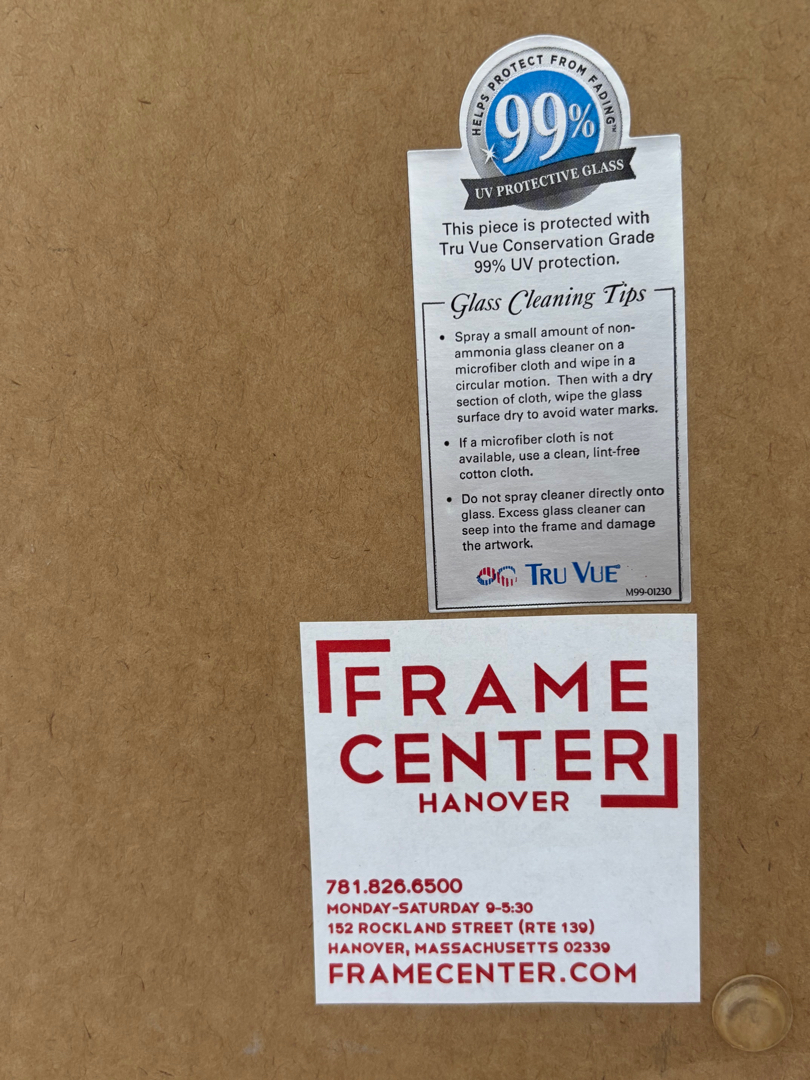 HELPS PROTECT FROM FADING™
99%
UV PROTECTIVE GLASS
This piece is protected with
Tru Vue Conservation Grade
99% UV protection.
Glass Cleaning Tips
• Spray a small amount of non-
ammonia glass cleaner on a
microfiber cloth and wipe in a
circular motion. Then with a dry
section of cloth, wipe the glass
surface dry to avoid water marks.
• If a microfiber cloth is not
available, use a clean, lint-free
cotton cloth.
• Do not spray cleaner directly onto
glass. Excess glass cleaner can
seep into the frame and damage
the artwork.
TRU VUE®
M99-01230
FRAME
CENTER
HANOVER
781.826.6500
MONDAY-SATURDAY 9-5:30
152 ROCKLAND STREET (RTE 139)
HANOVER, MASSACHUSETTS 02339
FRAMECENTER.COM